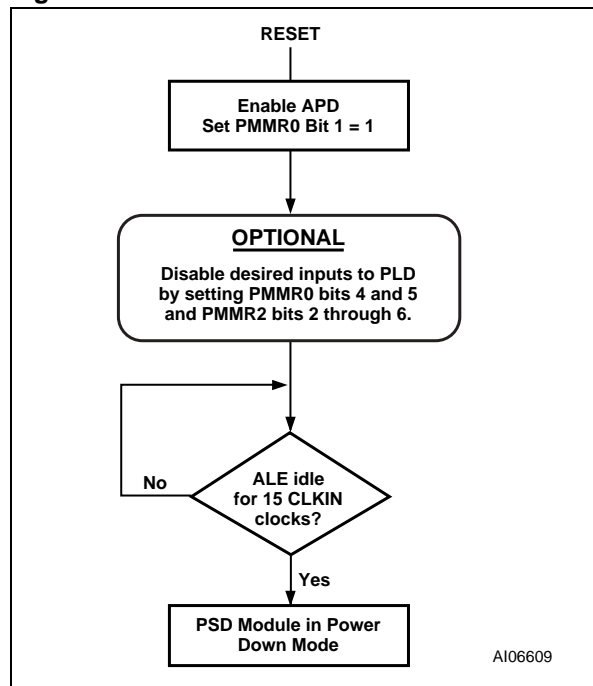 RESET
Enable APD
Set PMMR0 Bit 1 = 1
OPTIONAL
Disable desired inputs to PLD
by setting PMMR0 bits 4 and 5
and PMMR2 bits 2 through 6.
No
ALE idle
for 15 CLKIN
clocks?
Yes
PSD Module in Power
Down Mode
AI06609